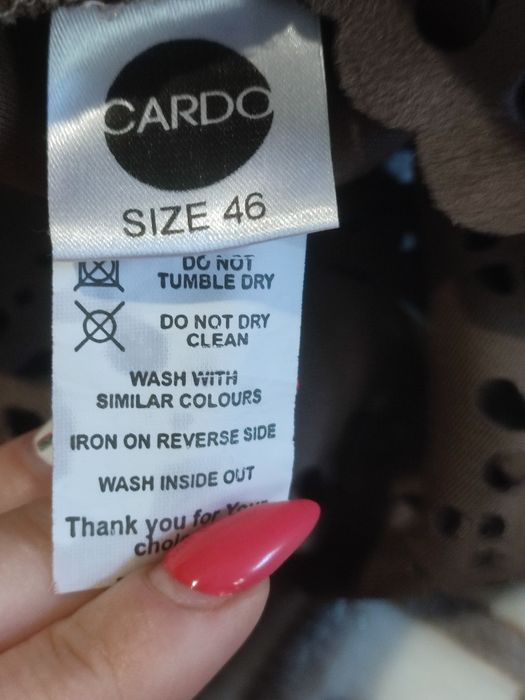 CARDO
SIZE 46
DO NOT
TUMBLE DRY
DO NOT DRY
CLEAN
WASH WITH
SIMILAR COLOURS
IRON ON REVERSE SIDE
WASH INSIDE OUT
Thank you for Your